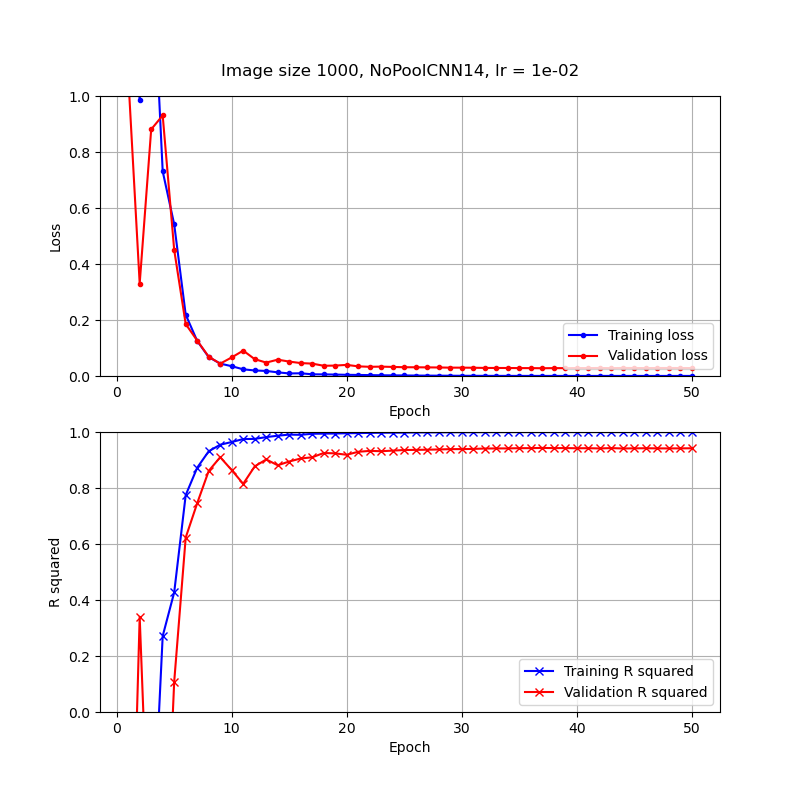 Image size 1000, NoPoolCNN14, lr = 1e-02
1.0
0.8
0.6
0.4
0.2
0.0
Loss
Training loss
Validation loss
0 10 20 30 40 50
Epoch
1.0
0.8
0.6
0.4
0.2
0.0
R squared
Training R squared
Validation R squared
0 10 20 30 40 50
Epoch